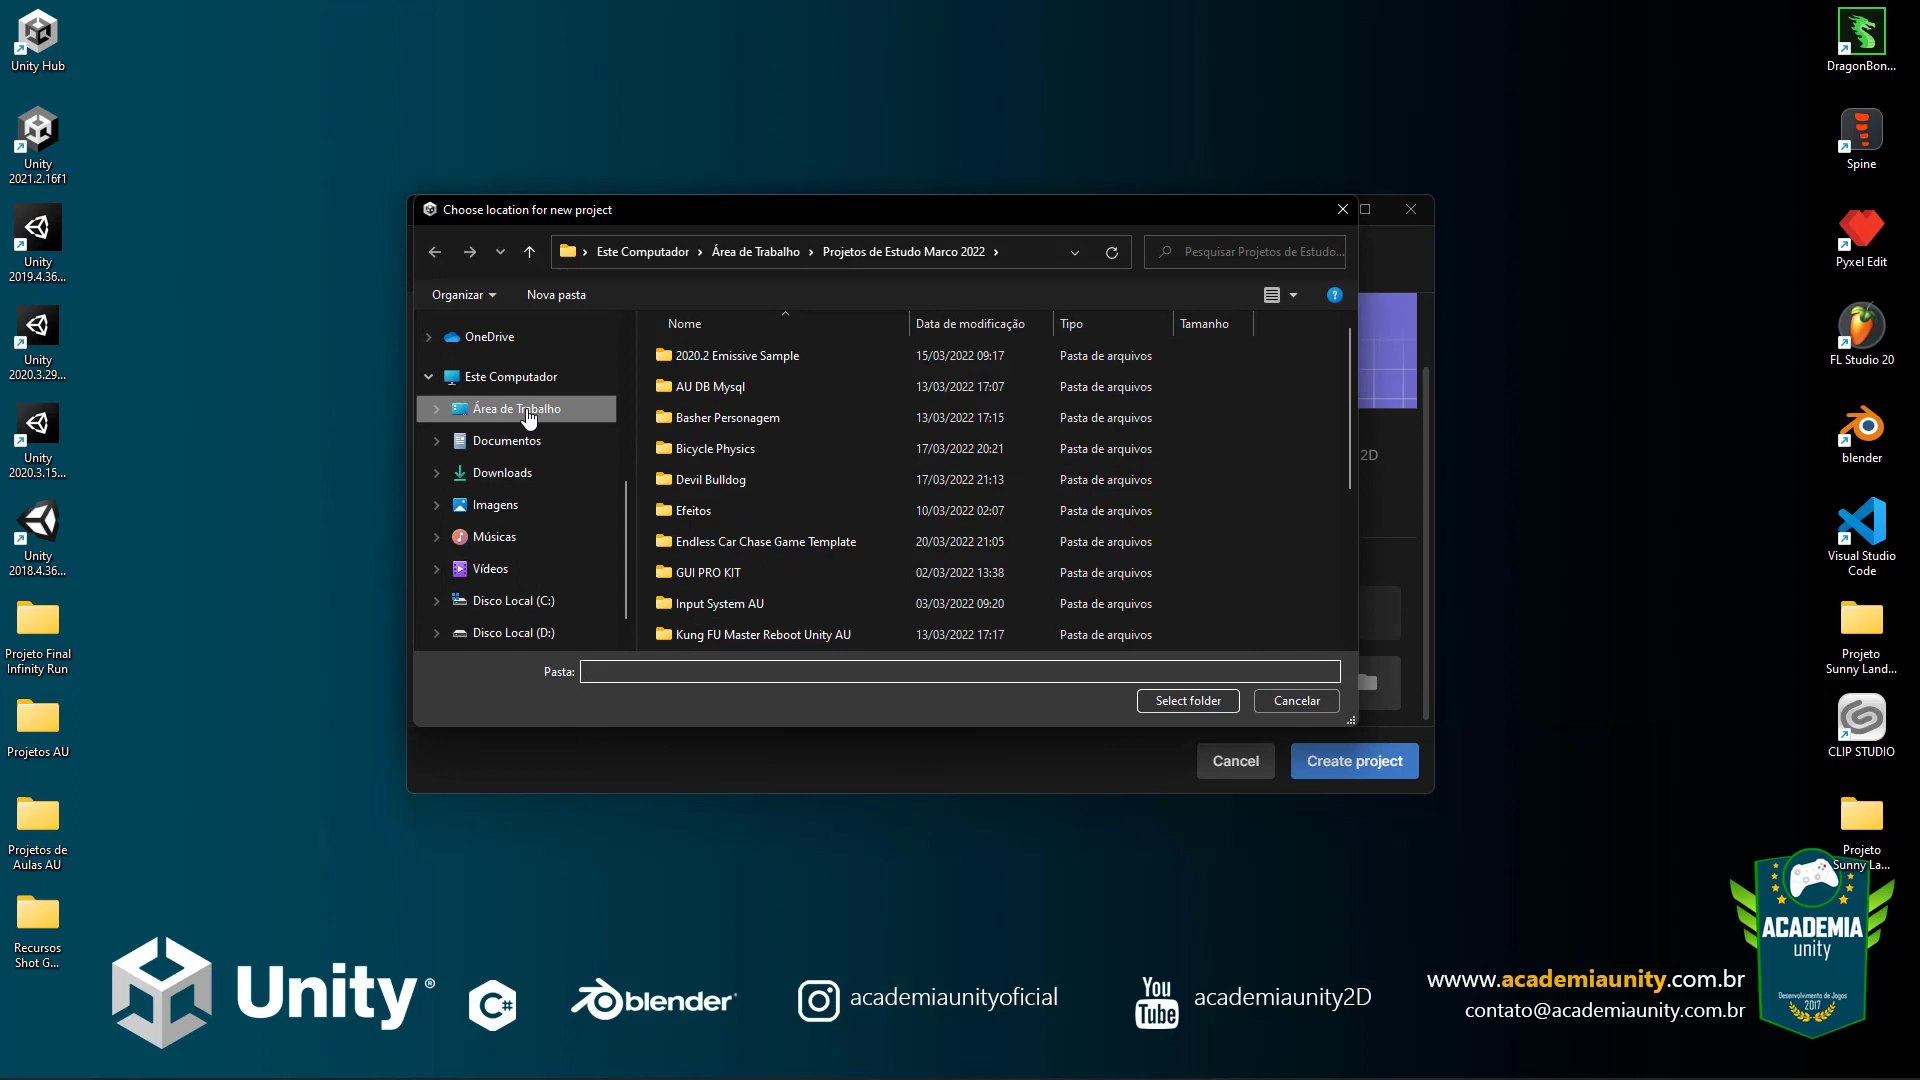 Unity Hub
Unity
2021.2.16f1
Unity
2019.4.36...
Unity
2020.3.29...
Unity
2020.3.15...
Unity
2018.4.36...
Projeto Final
Infinity Run
Projetos AU
Projetos de
Aulas AU
Recursos
Shot G...
Choose location for new project
Este Computador
Área de Trabalho
Projetos de Estudo Marco 2022
Pesquisar Projetos de Estudo...
Organizar
Nova pasta
?
OneDrive
Este Computador
Área de Trabalho
Documentos
Downloads
Imagens
Músicas
Vídeos
Disco Local (C:)
Disco Local (D:)
Nome Data de modificação Tipo Tamanho
2020.2 Emissive Sample 15/03/2022 09:17 Pasta de arquivos
AU DB Mysql 13/03/2022 17:07 Pasta de arquivos
Basher Personagem 13/03/2022 17:15 Pasta de arquivos
Bicycle Physics 17/03/2022 20:21 Pasta de arquivos
Devil Bulldog 17/03/2022 21:13 Pasta de arquivos
Efeitos 10/03/2022 02:07 Pasta de arquivos
Endless Car Chase Game Template 20/03/2022 21:05 Pasta de arquivos
GUI PRO KIT 02/03/2022 13:38 Pasta de arquivos
Input System AU 03/03/2022 09:20 Pasta de arquivos
Kung FU Master Reboot Unity AU 13/03/2022 17:17 Pasta de arquivos
Pasta:
Select folder
Cancelar
2D
Cancel
Create project
DragonBon...
Spine
Pyxel Edit
FL Studio 20
blender
Visual Studio
Code
Projeto
Sunny Land...
CLIP STUDIO
Projeto
Sunny La...
Unity®
C#
blender
academiaunityoficial
You
Tube
academiaunity2D
www.academiaunity.com.br
contato@academiaunity.com.br
ACADEMIA
unity
Desenvolvimento de Jogos
2017